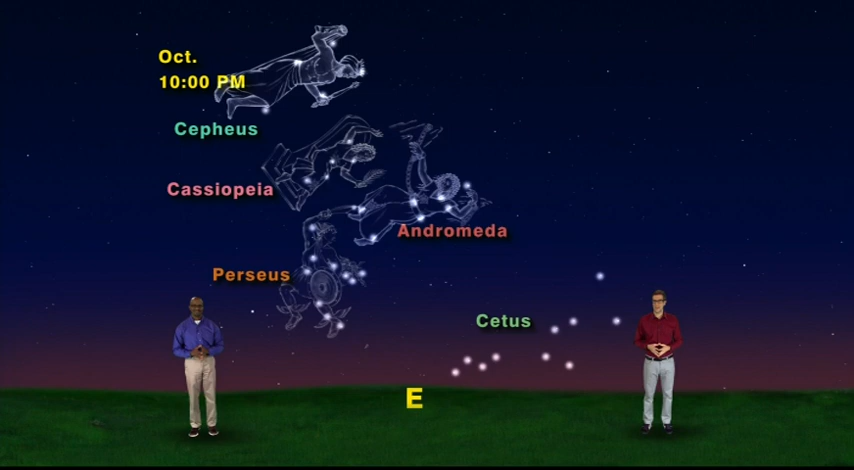 Oct.
10:00 PM
Cepheus
Cassiopeia
Andromeda
Perseus
Cetus
E